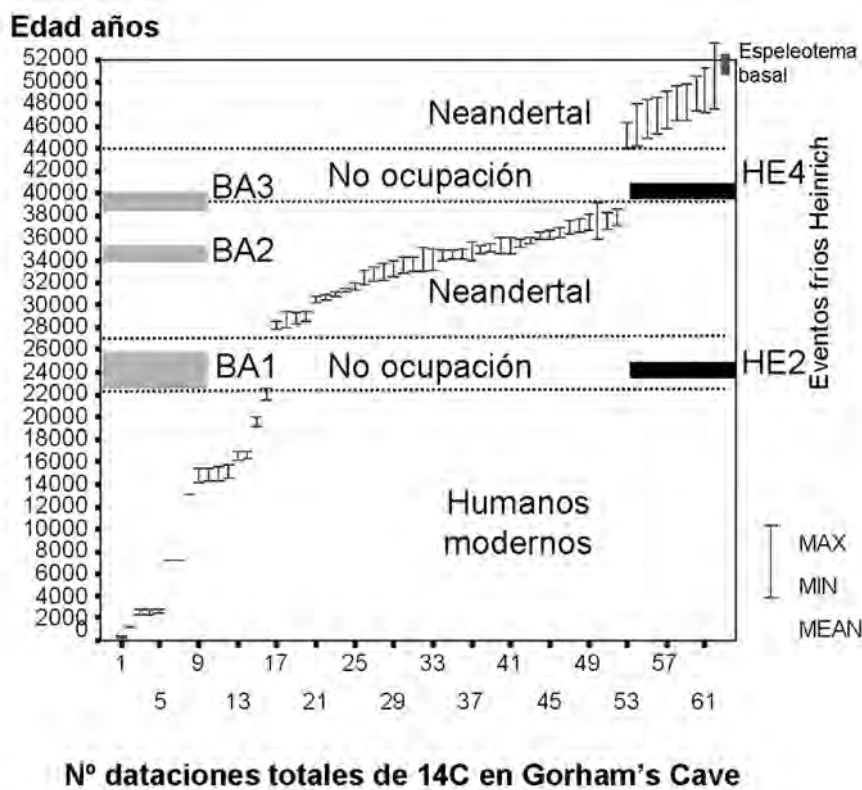 Edad años
52000
50000
48000
46000
44000
42000
40000
38000
36000
34000
32000
30000
28000
26000
24000
22000
20000
18000
16000
14000
12000
10000
8000
6000
4000
2000
0
Espeleotema
basal
Neandertal
No ocupación
HE4
BA3
BA2
Neandertal
BA1
No ocupación
HE2
Eventos fríos Heinrich
Humanos
modernos
MAX
MIN
MEAN
1 9 17 25 33 41 49 57
5 13 21 29 37 45 53 61
Nº dataciones totales de 14C en Gorham's Cave